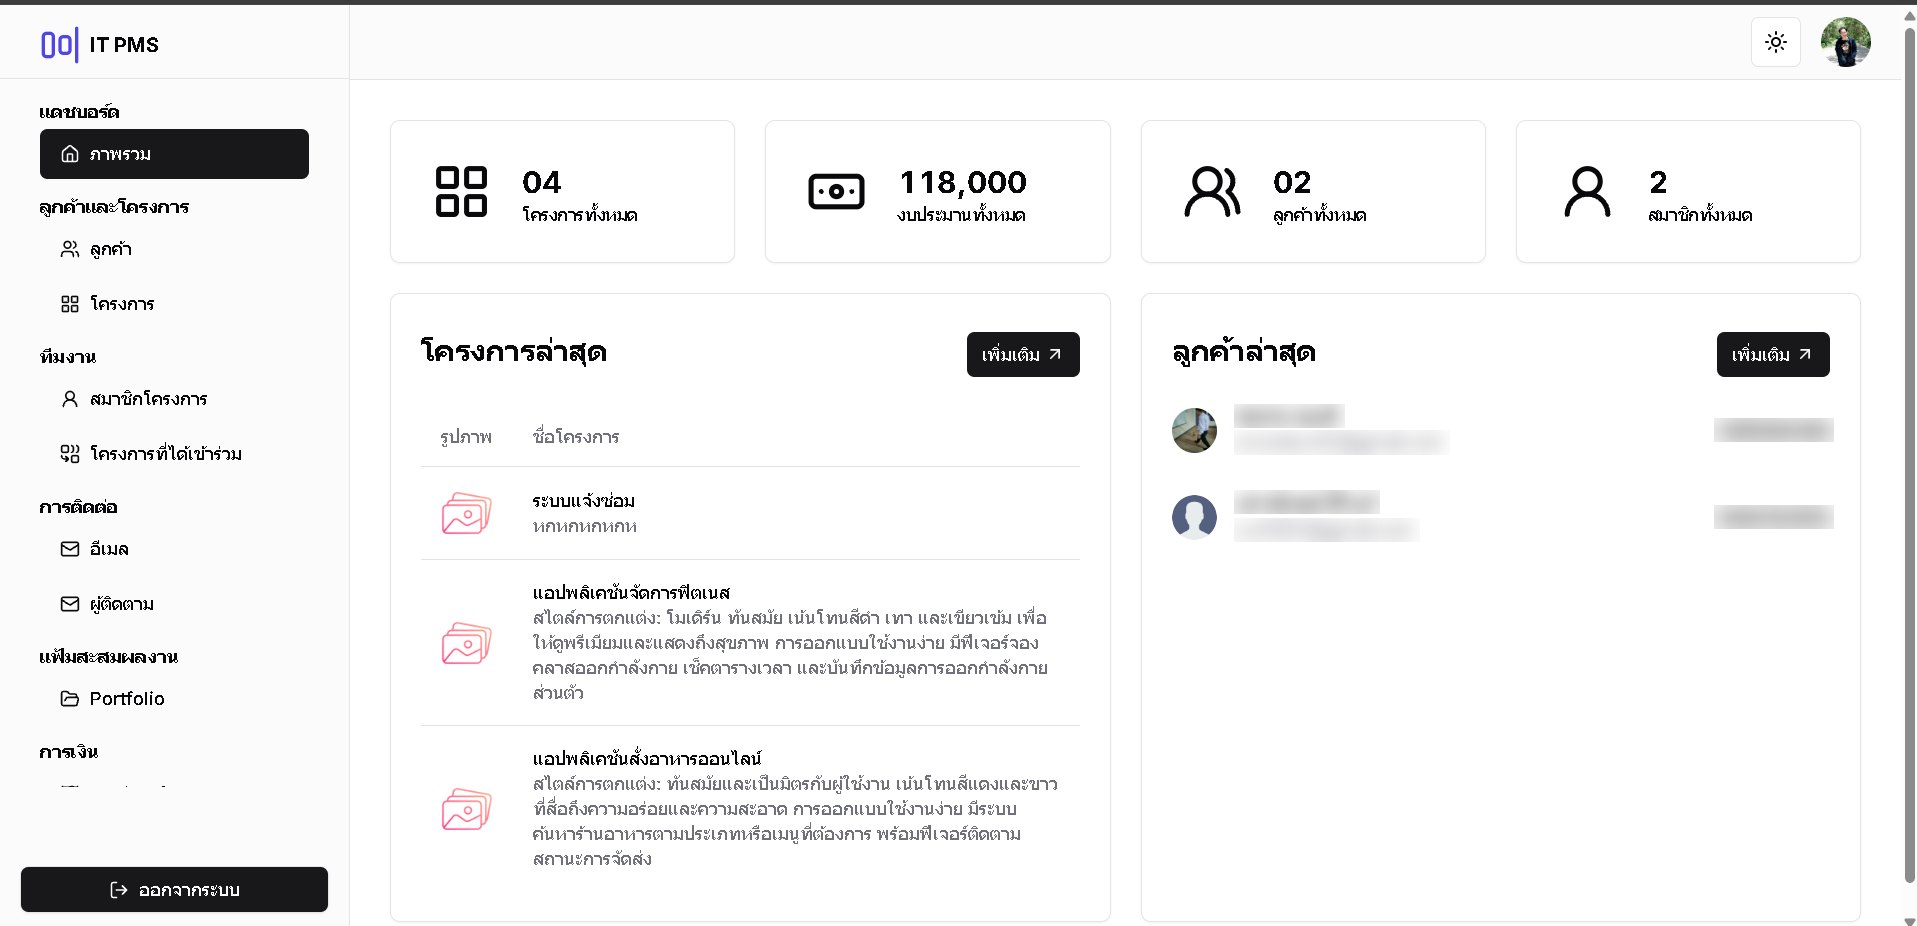 IT PMS
แดชบอร์ด
ภาพรวม
ลูกค้าและโครงการ
ลูกค้า
โครงการ
ทีมงาน
สมาชิกโครงการ
โครงการที่ได้เข้าร่วม
การติดต่อ
อีเมล
ผู้ติดตาม
แฟ้มสะสมผลงาน
Portfolio
การเงิน
ออกจากระบบ
04
โครงการทั้งหมด
118,000
งบประมานทั้งหมด
02
ลูกค้าทั้งหมด
2
สมาชิกทั้งหมด
โครงการล่าสุด
เพิ่มเติม
รูปภาพ ชื่อโครงการ
ระบบแจ้งซ่อม
หกหกหกหกห
แอปพลิเคชันจัดการฟิตเนส
สไตล์การตกแต่ง: โมเดิร์น ทันสมัย เน้นโทนสีดำ เทา และเขียวเข้ม เพื่อ
ให้ดูพรีเมียมและแสดงถึงสุขภาพ การออกแบบใช้งานง่าย มีฟีเจอร์จอง
คลาสออกกำลังกาย เช็คตารางเวลา และบันทึกข้อมูลการออกกำลังกาย
ส่วนตัว
แอปพลิเคชันสั่งอาหารออนไลน์
สไตล์การตกแต่ง: ทันสมัยและเป็นมิตรกับผู้ใช้งาน เน้นโทนสีแดงและขาว
ที่สื่อถึงความอร่อยและความสะอาด การออกแบบใช้งานง่าย มีระบบ
ค้นหาร้านอาหารตามประเภทหรือเมนูที่ต้องการ พร้อมฟีเจอร์ติดตาม
สถานะการจัดส่ง
ลูกค้าล่าสุด
เพิ่มเติม